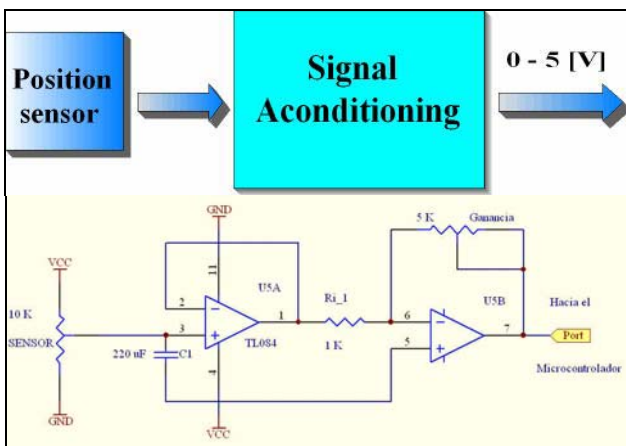 Position
sensor
Signal
Aconditioning
0 - 5 [V]
GND
5 K
Ganancia
VCC
11
U5A
Ri_1
U5B
Hacia el
10 K
2
1
6
7
Port
SENSOR
3
TL084
1 K
5
220 uF
C1
4
Microcontrolador
GND
VCC